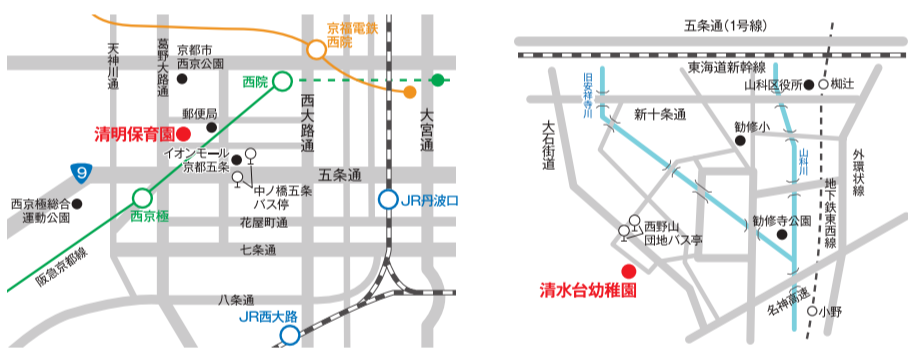 天神川通
葛野大路通
京都市
西京公園
京福電鉄
西院
西院
郵便局
清明保育園
イオンモール
京都五条
西大路通
大宮通
9
五条通
中ノ橋五条
バス停
JR丹波口
西京極総合
運動公園
西京極
花屋町通
七条通
阪急京都線
八条通
JR西大路
五条通(1号線)
東海道新幹線
旧安祥寺川
山科区役所
椥辻
新十条通
大石街道
勧修小
山科川
外環状線
地下鉄東西線
西野山
団地バス亭
勧修寺公園
清水台幼稚園
名神高速
小野